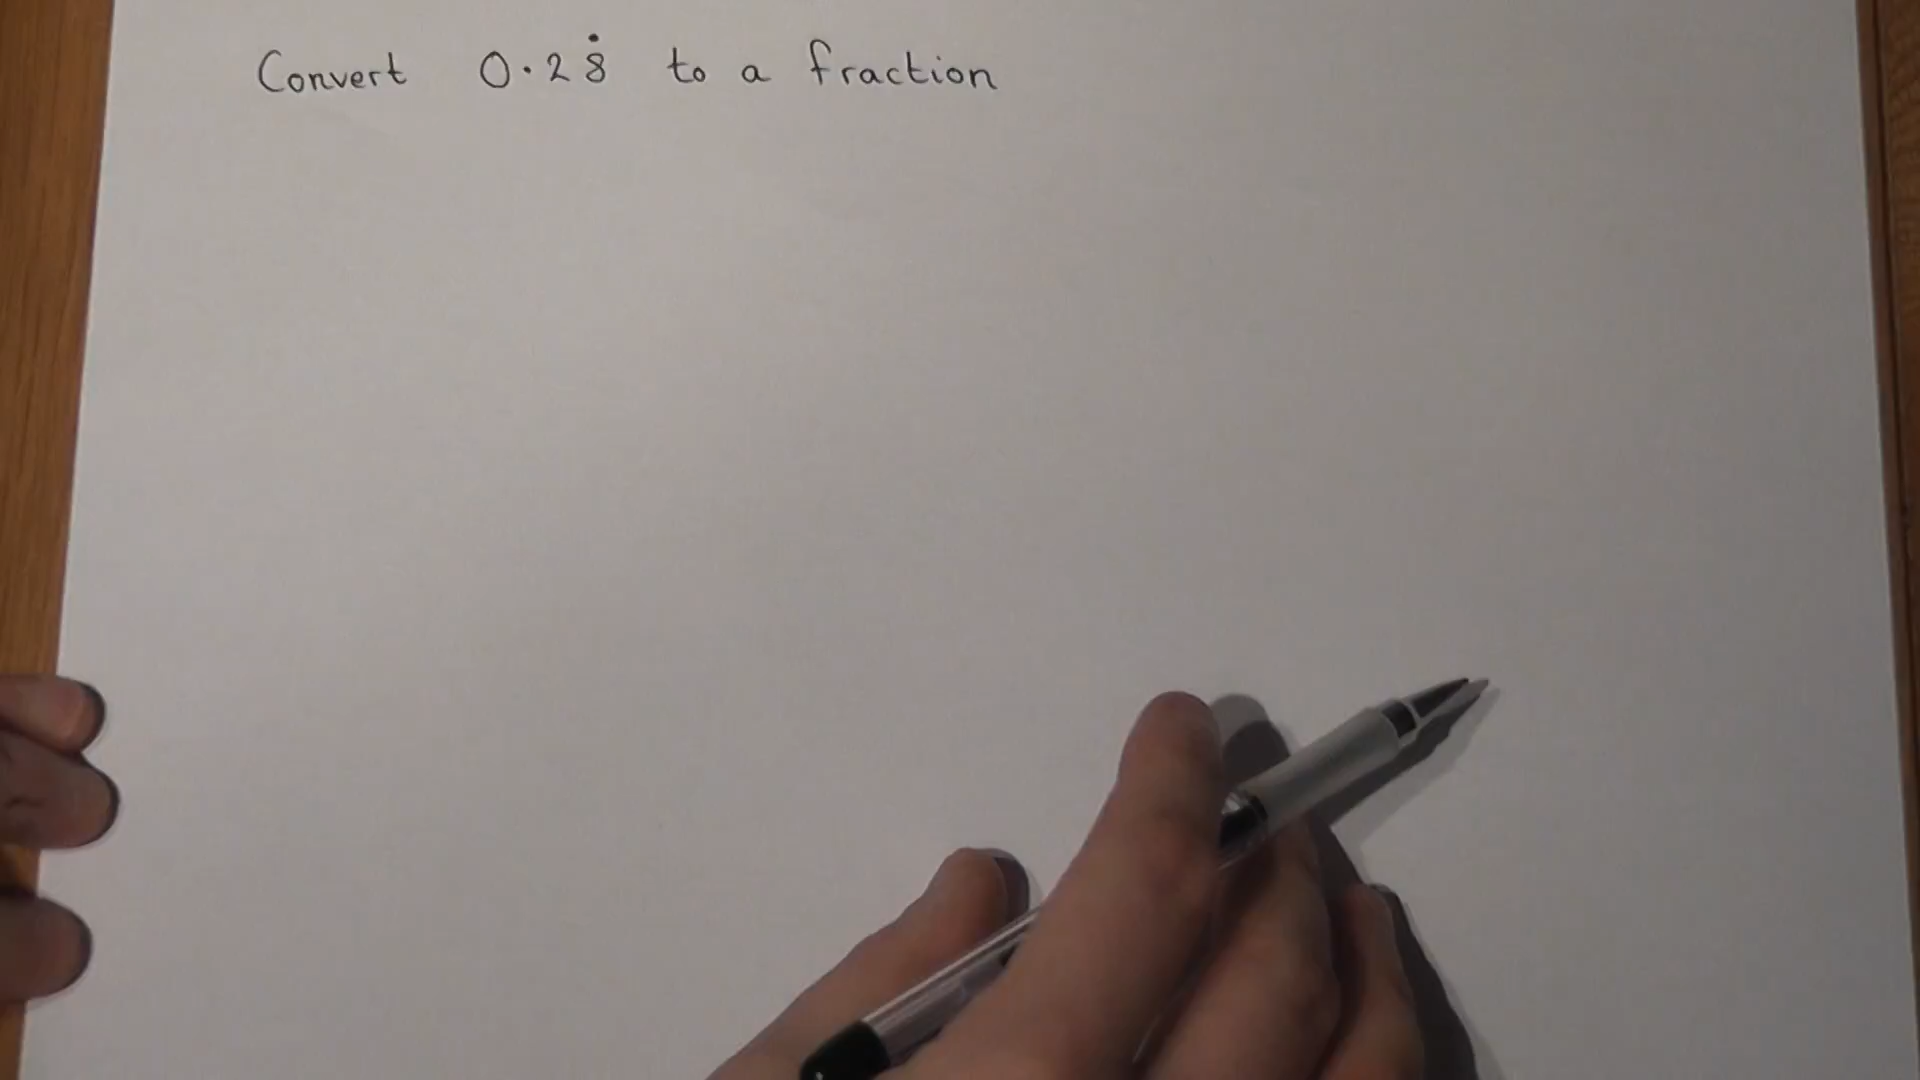 Convert 0·28̇ to a fraction